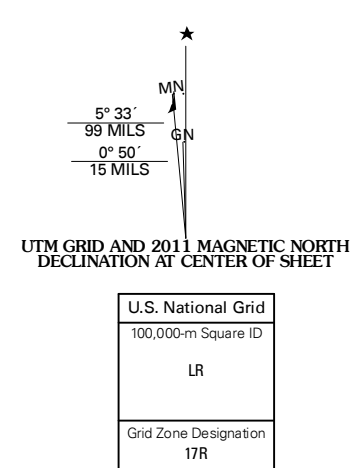 ★
MN
5° 33´
99 MILS
GN
0° 50´
15 MILS
UTM GRID AND 2011 MAGNETIC NORTH
DECLINATION AT CENTER OF SHEET
U.S. National Grid
100,000-m Square ID
LR
Grid Zone Designation
17R